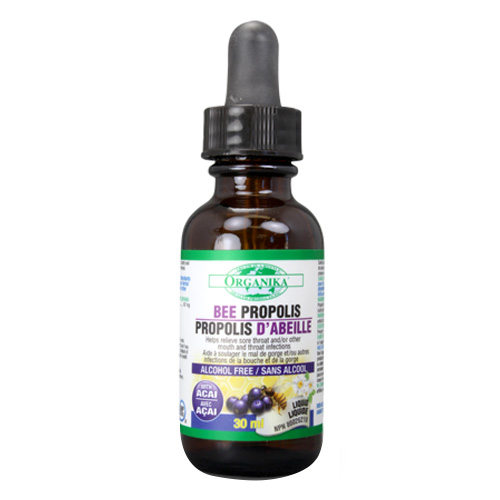 ORGANIKA
BEE PROPOLIS
PROPOLIS D'ABEILLE
Helps relieve sore throat and/or other
mouth and throat infections
Aide à soulager le mal de gorge et/ou autres
infections de la bouche et de la gorge
ALCOHOL FREE / SANS ALCOOL
WITH
ACAI
AVEC
AÇAI
LIQUID
LIQUIDE
30 ml